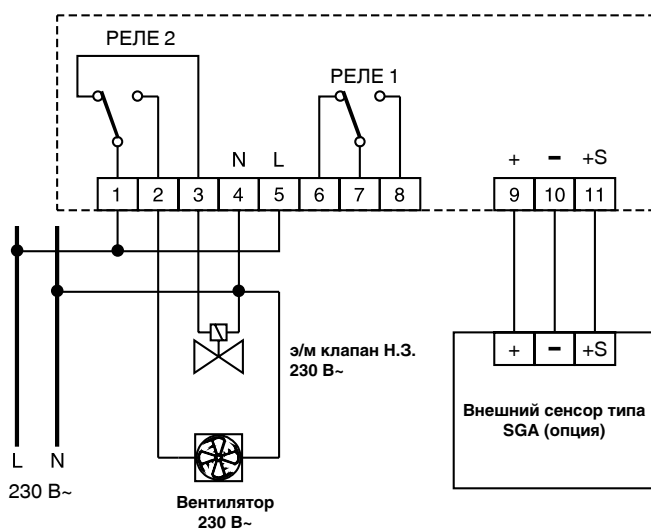 РЕЛЕ 2
РЕЛЕ 1
N L
+ - +S
1 2 3 4 5 6 7 8
9 10 11
+ - +S
э/м клапан Н.З.
230 В~
Внешний сенсор типа
SGA (опция)
L N
230 В~
Вентилятор
230 В~